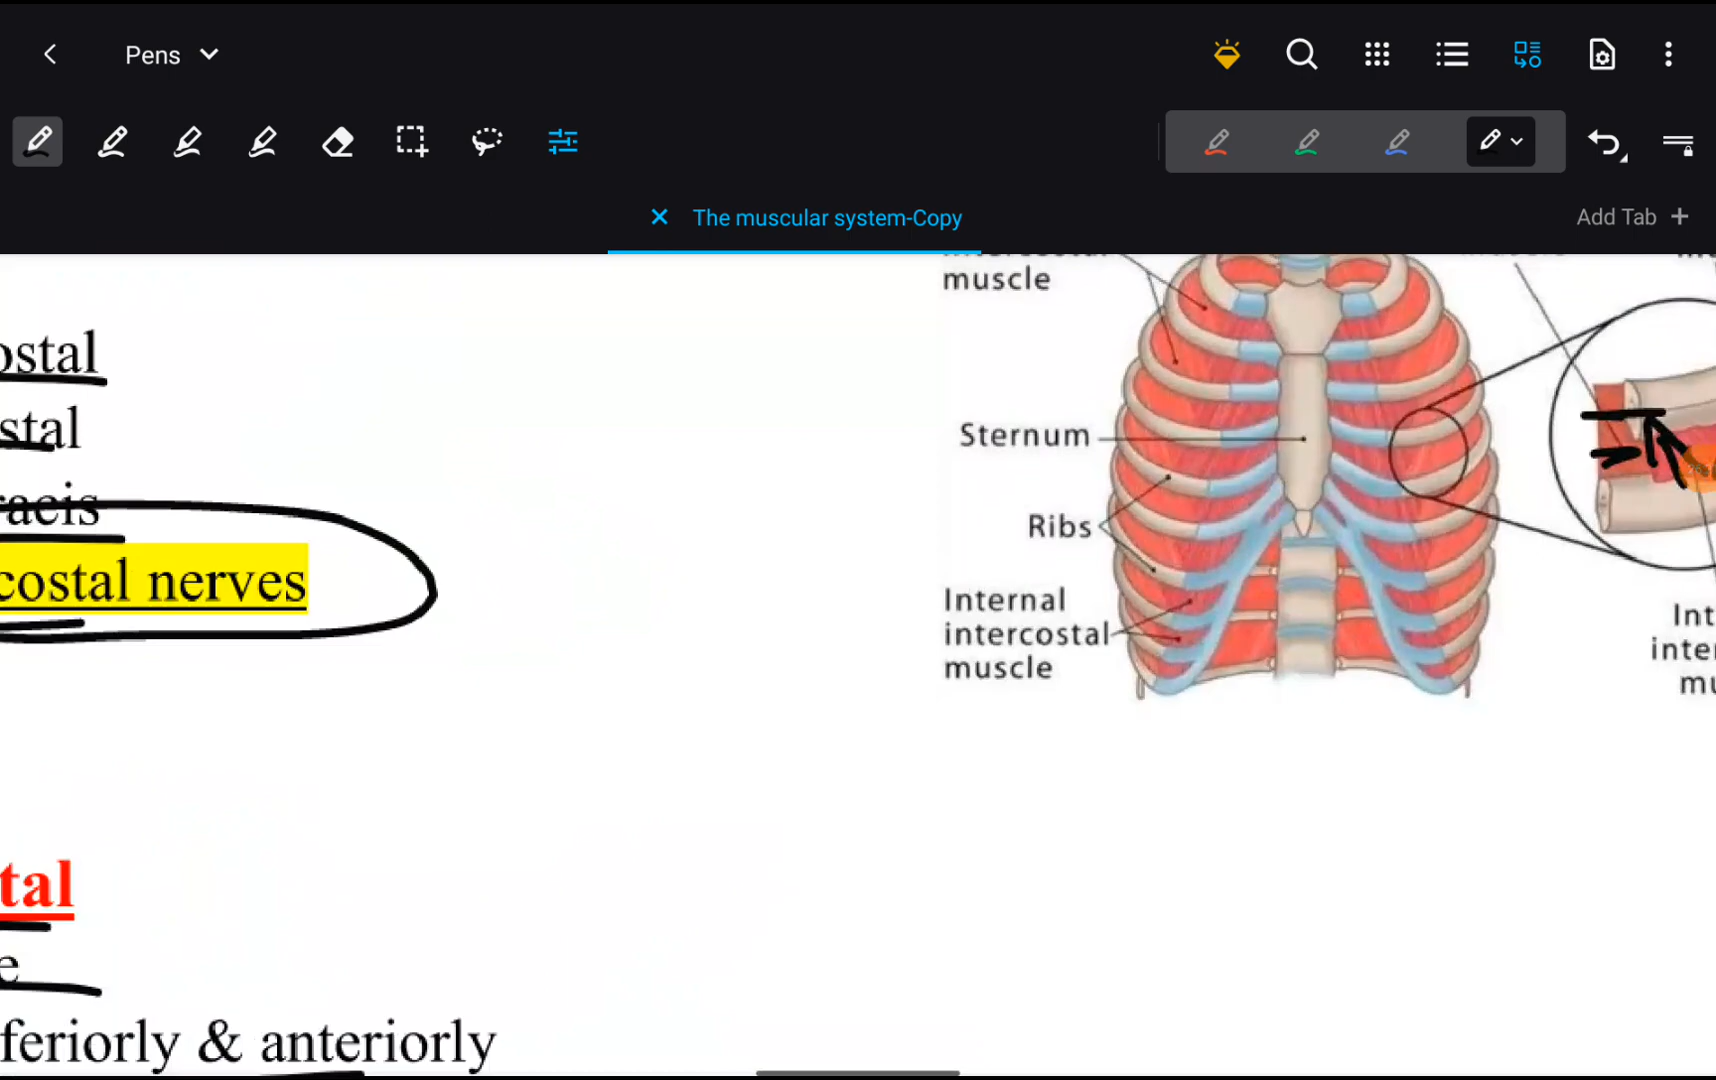 Pens
The muscular system-Copy
Add Tab +
muscle
ostal
stal
Sternum
racis
Ribs
costal nerves
Internal
intercostal
muscle
Int
inter
mu
tal
e
feriorly & anteriorly